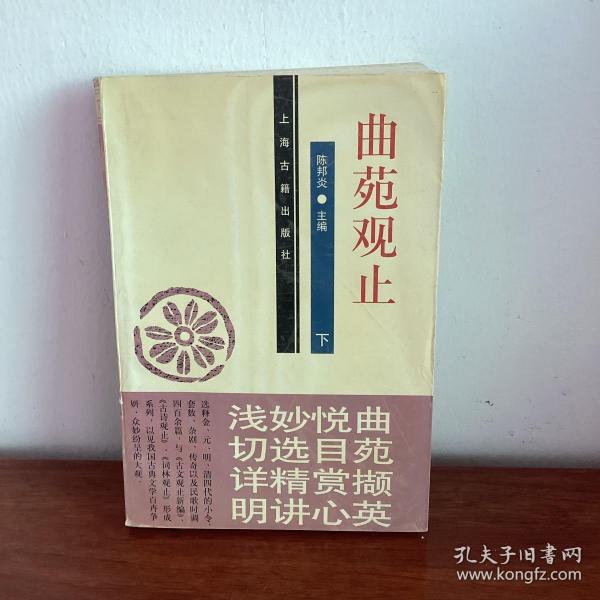 曲苑观止
陈邦炎●主编
下
上海古籍出版社
曲苑撷英
悦目赏心
妙选精讲
浅切详明
选释金、元、明、清四代的小令、
套数、杂剧、传奇以及民歌时调
四百余篇，与《古文观止新编》、
《古诗观止》、《词林观止》形成
系列，以见我国古典文学百卉争
妍、众妙纷呈的大观。
孔夫子旧书网
www.kongfz.com